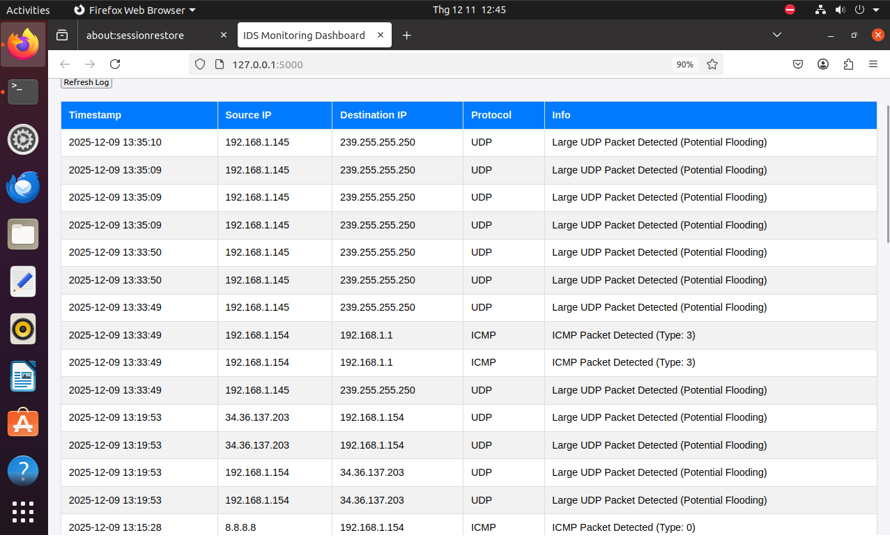 Activities Firefox Web Browser Thg 12 11 12:45
about:sessionrestore IDS Monitoring Dashboard
127.0.0.1:5000 90%
Refresh Log
Timestamp Source IP Destination IP Protocol Info
2025-12-09 13:35:10 192.168.1.145 239.255.255.250 UDP Large UDP Packet Detected (Potential Flooding)
2025-12-09 13:35:09 192.168.1.145 239.255.255.250 UDP Large UDP Packet Detected (Potential Flooding)
2025-12-09 13:35:09 192.168.1.145 239.255.255.250 UDP Large UDP Packet Detected (Potential Flooding)
2025-12-09 13:35:09 192.168.1.145 239.255.255.250 UDP Large UDP Packet Detected (Potential Flooding)
2025-12-09 13:33:50 192.168.1.145 239.255.255.250 UDP Large UDP Packet Detected (Potential Flooding)
2025-12-09 13:33:50 192.168.1.145 239.255.255.250 UDP Large UDP Packet Detected (Potential Flooding)
2025-12-09 13:33:49 192.168.1.145 239.255.255.250 UDP Large UDP Packet Detected (Potential Flooding)
2025-12-09 13:33:49 192.168.1.154 192.168.1.1 ICMP ICMP Packet Detected (Type: 3)
2025-12-09 13:33:49 192.168.1.154 192.168.1.1 ICMP ICMP Packet Detected (Type: 3)
2025-12-09 13:33:49 192.168.1.145 239.255.255.250 UDP Large UDP Packet Detected (Potential Flooding)
2025-12-09 13:19:53 34.36.137.203 192.168.1.154 UDP Large UDP Packet Detected (Potential Flooding)
2025-12-09 13:19:53 34.36.137.203 192.168.1.154 UDP Large UDP Packet Detected (Potential Flooding)
2025-12-09 13:19:53 192.168.1.154 34.36.137.203 UDP Large UDP Packet Detected (Potential Flooding)
2025-12-09 13:19:53 192.168.1.154 34.36.137.203 UDP Large UDP Packet Detected (Potential Flooding)
2025-12-09 13:15:28 8.8.8.8 192.168.1.154 ICMP ICMP Packet Detected (Type: 0)